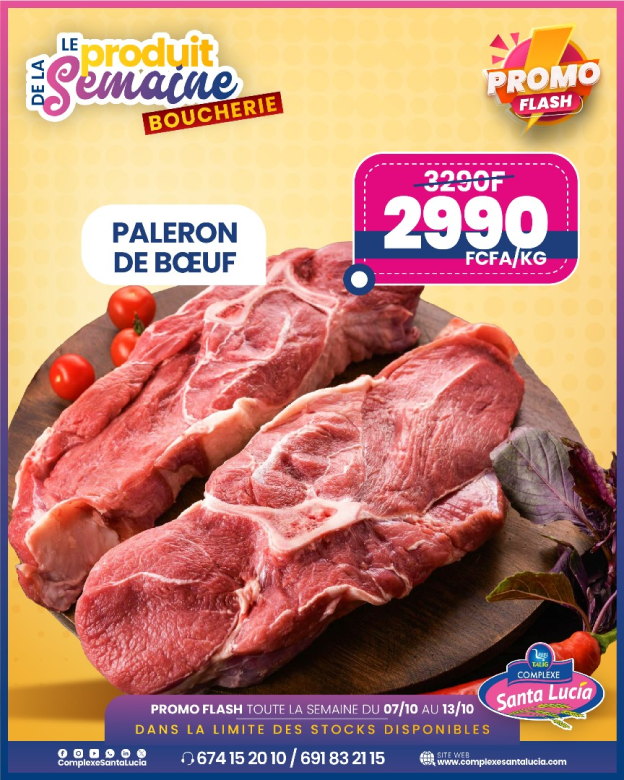 LE produit
DE LA Semaine
BOUCHERIE
PROMO
FLASH
3290F
2990
FCFA/KG
PALERON
DE BŒUF
KALIG
COMPLEXE
Santa Lucía
PROMO FLASH TOUTE LA SEMAINE DU 07/10 AU 13/10
DANS LA LIMITE DES STOCKS DISPONIBLES
ComplexeSantaLucia
674 15 20 10 / 691 83 21 15
SITE WEB
www.complexesantalucia.com